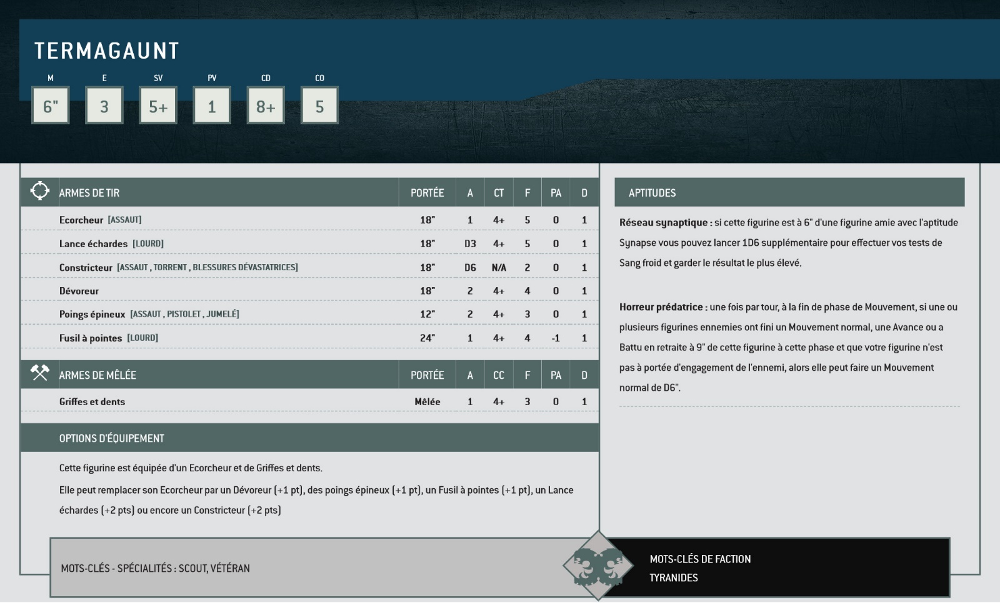 TERMAGAUNT
M E SV PV CD CO
6" 3 5+ 1 8+ 5
ARMES DE TIR PORTÉE A CT F PA D
Ecorcheur [ASSAUT] 18" 1 4+ 5 0 1
Lance échardes [LOURD] 18" D3 4+ 5 0 1
Constricteur [ASSAUT , TORRENT , BLESSURES DÉVASTATRICES] 18" D6 N/A 2 0 1
Dévoreur 18" 2 4+ 4 0 1
Poings épineux [ASSAUT , PISTOLET , JUMELÉ] 12" 2 4+ 3 0 1
Fusil à pointes [LOURD] 24" 1 4+ 4 -1 1
ARMES DE MÊLÉE PORTÉE A CC F PA D
Griffes et dents Mêlée 1 4+ 3 0 1
OPTIONS D'ÉQUIPEMENT
Cette figurine est équipée d'un Ecorcheur et de Griffes et dents.
Elle peut remplacer son Ecorcheur par un Dévoreur (+1 pt), des poings épineux (+1 pt), un Fusil à pointes (+1 pt), un Lance
échardes (+2 pts) ou encore un Constricteur (+2 pts)
APTITUDES
Réseau synaptique : si cette figurine est à 6" d'une figurine amie avec l'aptitude
Synapse vous pouvez lancer 1D6 supplémentaire pour effectuer vos tests de
Sang froid et garder le résultat le plus élevé.
Horreur prédatrice : une fois par tour, à la fin de phase de Mouvement, si une ou
plusieurs figurines ennemies ont fini un Mouvement normal, une Avance ou a
Battu en retraite à 9" de cette figurine à cette phase et que votre figurine n'est
pas à portée d'engagement de l'ennemi, alors elle peut faire un Mouvement
normal de D6".
MOTS-CLÉS - SPÉCIALITÉS : SCOUT, VÉTÉRAN
MOTS-CLÉS DE FACTION
TYRANIDES